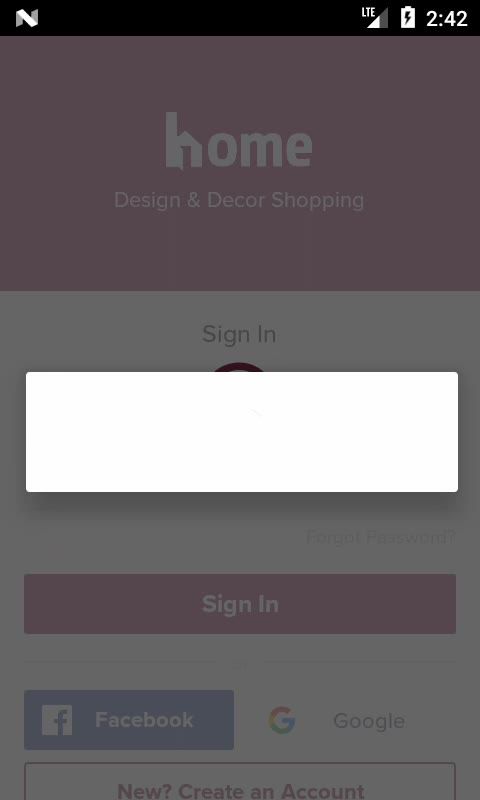 LTE 2:42
home
Design & Decor Shopping
Sign In
Forgot Password?
Sign In
or
Facebook
Google
New? Create an Account